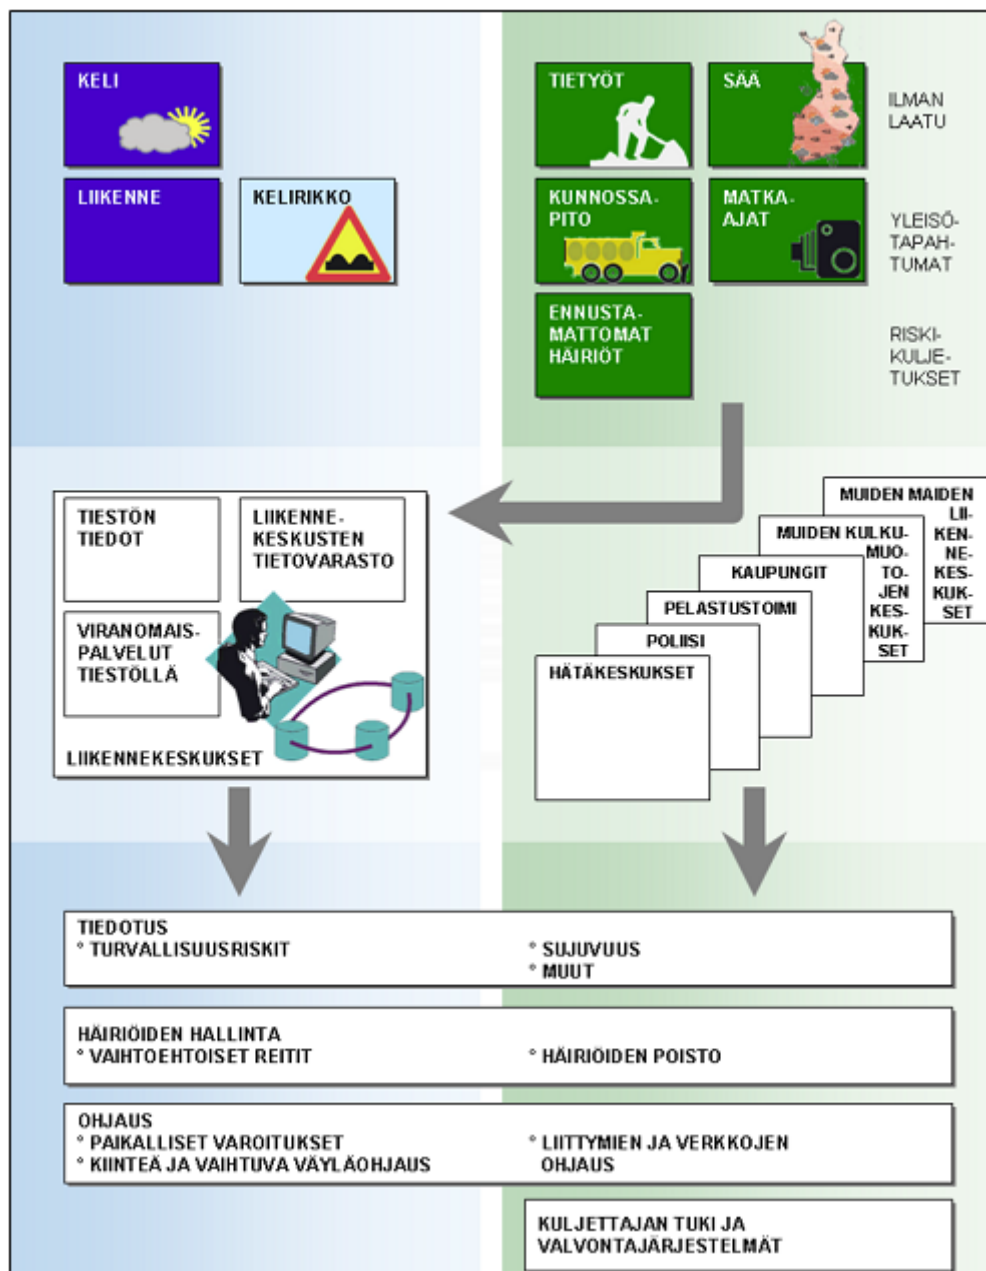 KELI
LIIKENNE
KELIRIKKO
TIETYÖT
SÄÄ
ILMAN
LAATU
KUNNOSSA-
PITO
MATKA-
AJAT
YLEISÖ-
TAPAH-
TUMAT
ENNUSTA-
MATTOMAT
HÄIRIÖT
RISKI-
KULJE-
TUKSET
TIESTÖN
TIEDOT
LIIKENNE-
KESKUSTEN
TIETOVARASTO
VIRANOMAIS-
PALVELUT
TIESTÖLLÄ
LIIKENNEKESKUKSET
MUIDEN MAIDEN
LII-
KEN-
NE-
KES-
KUK-
SET
MUIDEN KULKU-
MUO-
TO-
JEN
KES-
KUK-
SET
KAUPUNGIT
PELASTUSTOIMI
POLIISI
HÄTÄKESKUKSET
TIEDOTUS
° TURVALLISUUSRISKIT
° SUJUVUUS
° MUUT
HÄIRIÖIDEN HALLINTA
° VAIHTOEHTOISET REITIT
° HÄIRIÖIDEN POISTO
OHJAUS
° PAIKALLISET VAROITUKSET
° KIINTEÄ JA VAIHTUVA VÄYLÄOHJAUS
° LIITTYMIEN JA VERKKOJEN
OHJAUS
KULJETTAJAN TUKI JA
VALVONTAJÄRJESTELMÄT